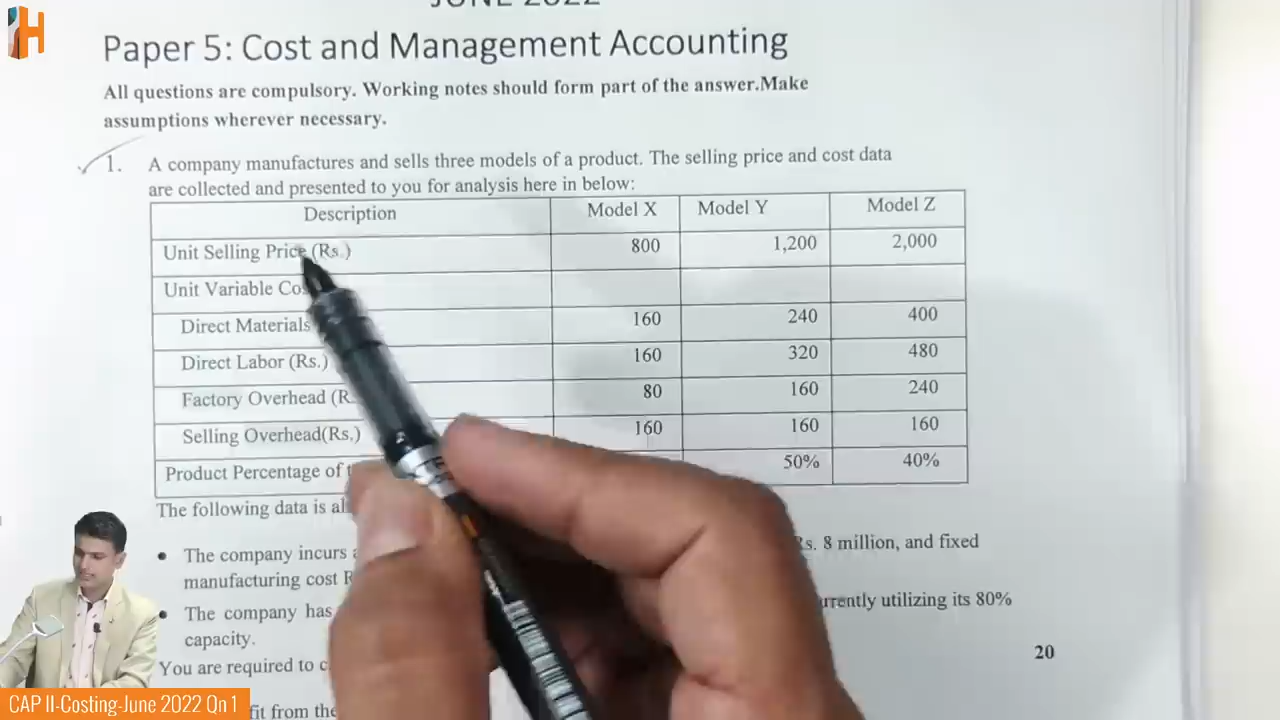 JUNE 2022
H
Paper 5: Cost and Management Accounting
All questions are compulsory. Working notes should form part of the answer.Make
assumptions wherever necessary.
1. A company manufactures and sells three models of a product. The selling price and cost data
are collected and presented to you for analysis here in below:
Description Model X Model Y Model Z
Unit Selling Price (Rs.) 800 1,200 2,000
Unit Variable
Direct Materials 160 240 400
Direct Labor (Rs.) 160 320 480
Factory Overhead 80 160 240
Selling Overhead(Rs.) 160 160 160
Product Percentage of 50% 40%
The following data is
The company incurs Rs. 8 million, and fixed
manufacturing cost
The company has utilizing its 80%
capacity.
You are required to
20
from the
CAP II-Costing-June 2022 Qn 1